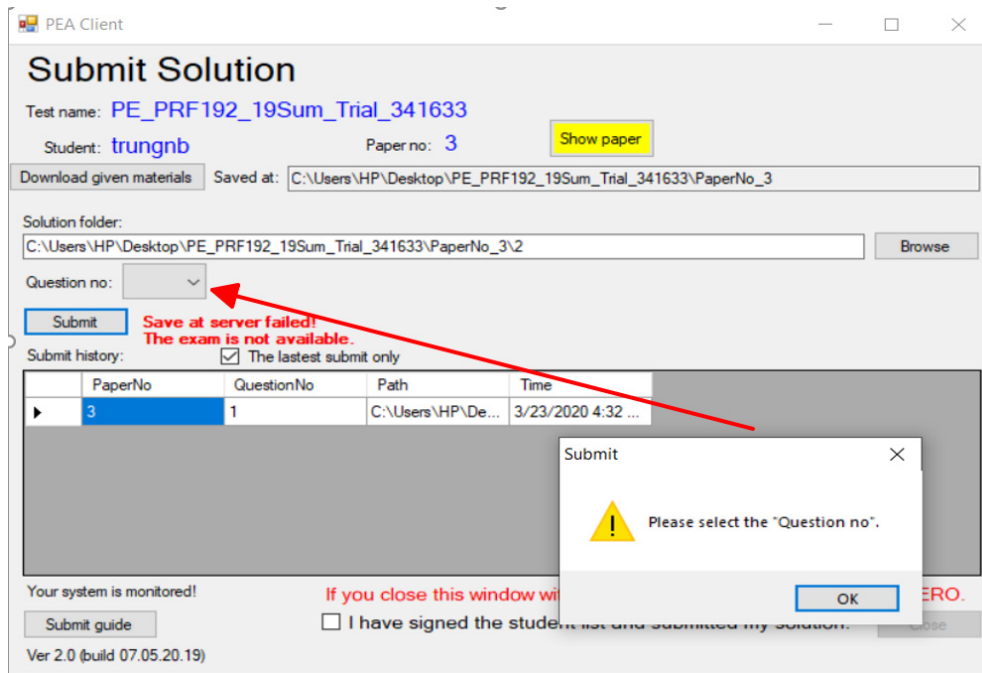 PEA Client
Submit Solution
Test name: PE_PRF192_19Sum_Trial_341633
Student: trungnb Paper no: 3 Show paper
Download given materials Saved at: C:\Users\HP\Desktop\PE_PRF192_19Sum_Trial_341633\PaperNo_3
Solution folder:
C:\Users\HP\Desktop\PE_PRF192_19Sum_Trial_341633\PaperNo_3\2 Browse
Question no:
Submit Save at server failed!
The exam is not available.
Submit history: The lastest submit only
PaperNo QuestionNo Path Time
3 1 C:\Users\HP\De... 3/23/2020 4:32 ...
Submit
Please select the "Question no".
OK
Your system is monitored! If you close this window ERO.
Submit guide I have signed the student list and submitted my solution. Close
Ver 2.0 (build 07.05.20.19)